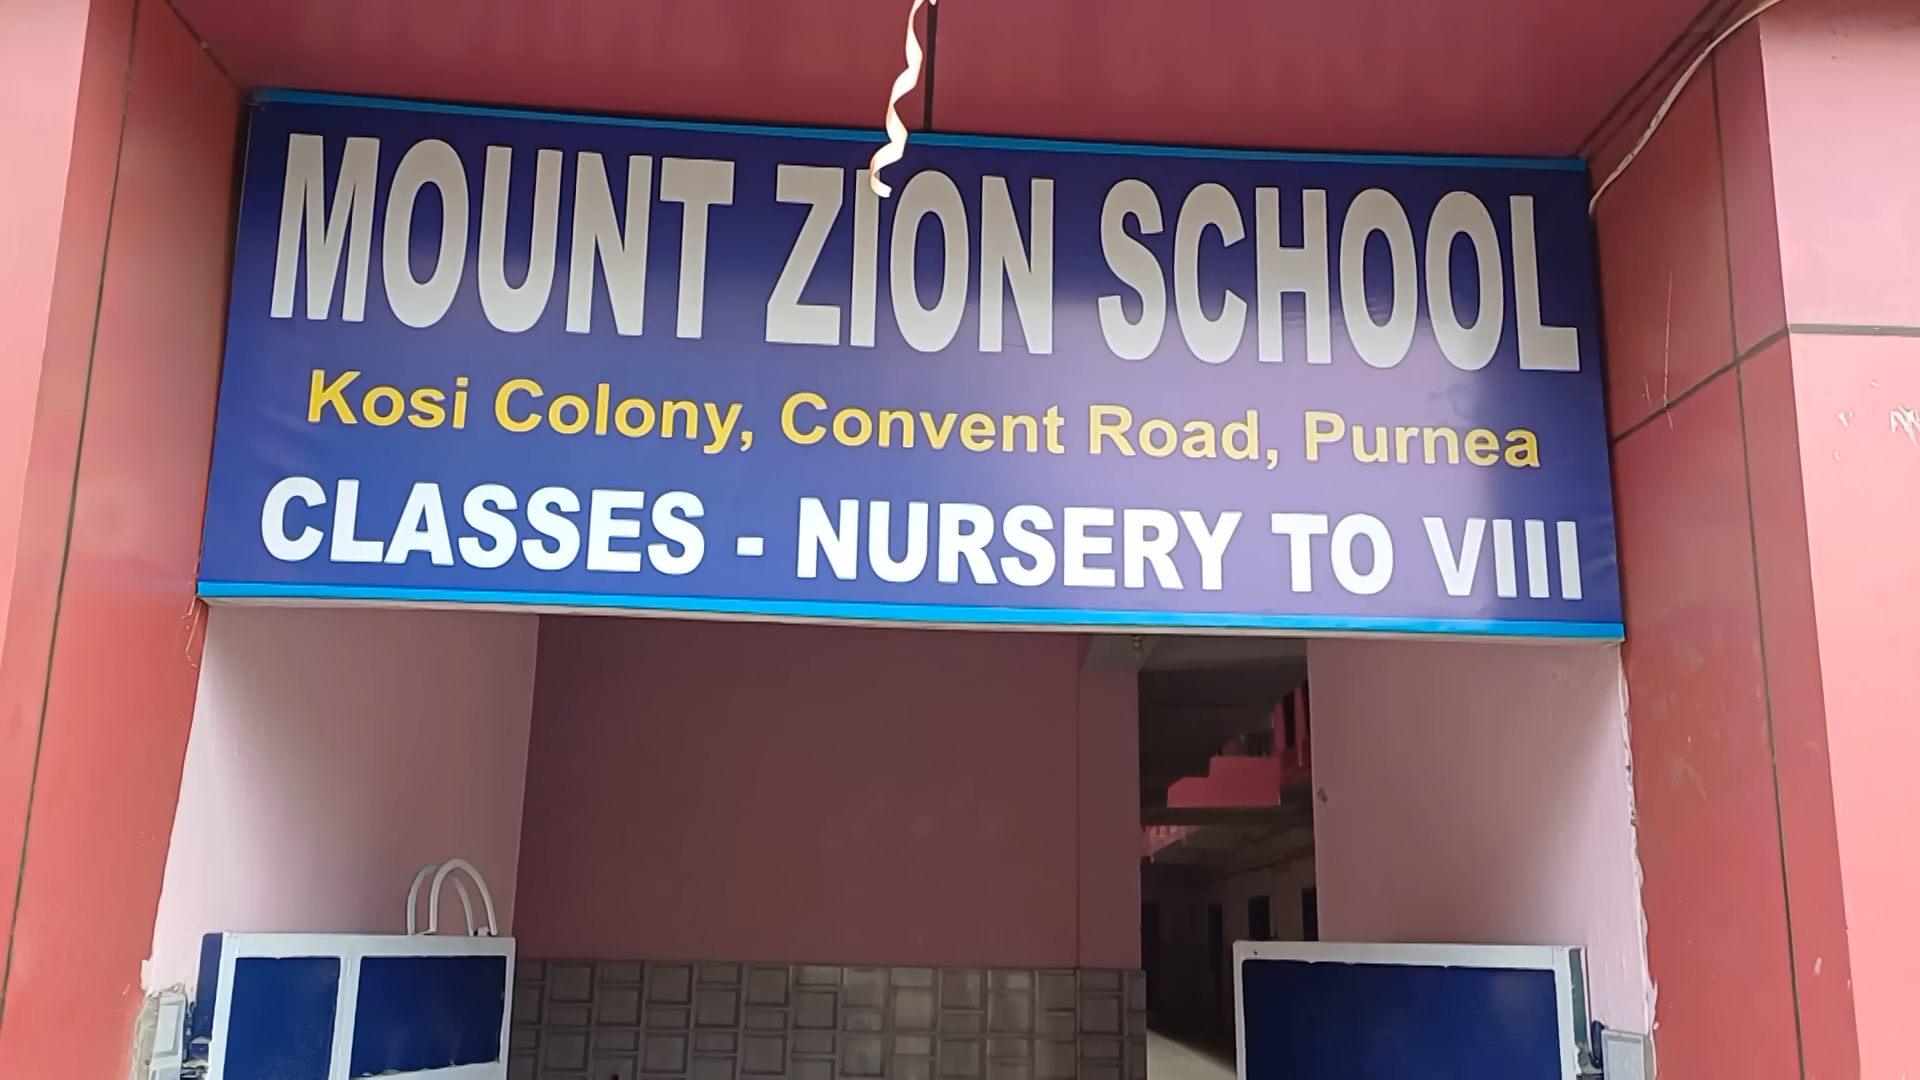 MOUNT ZION SCHOOL
Kosi Colony, Convent Road, Purnea
CLASSES - NURSERY TO VIII